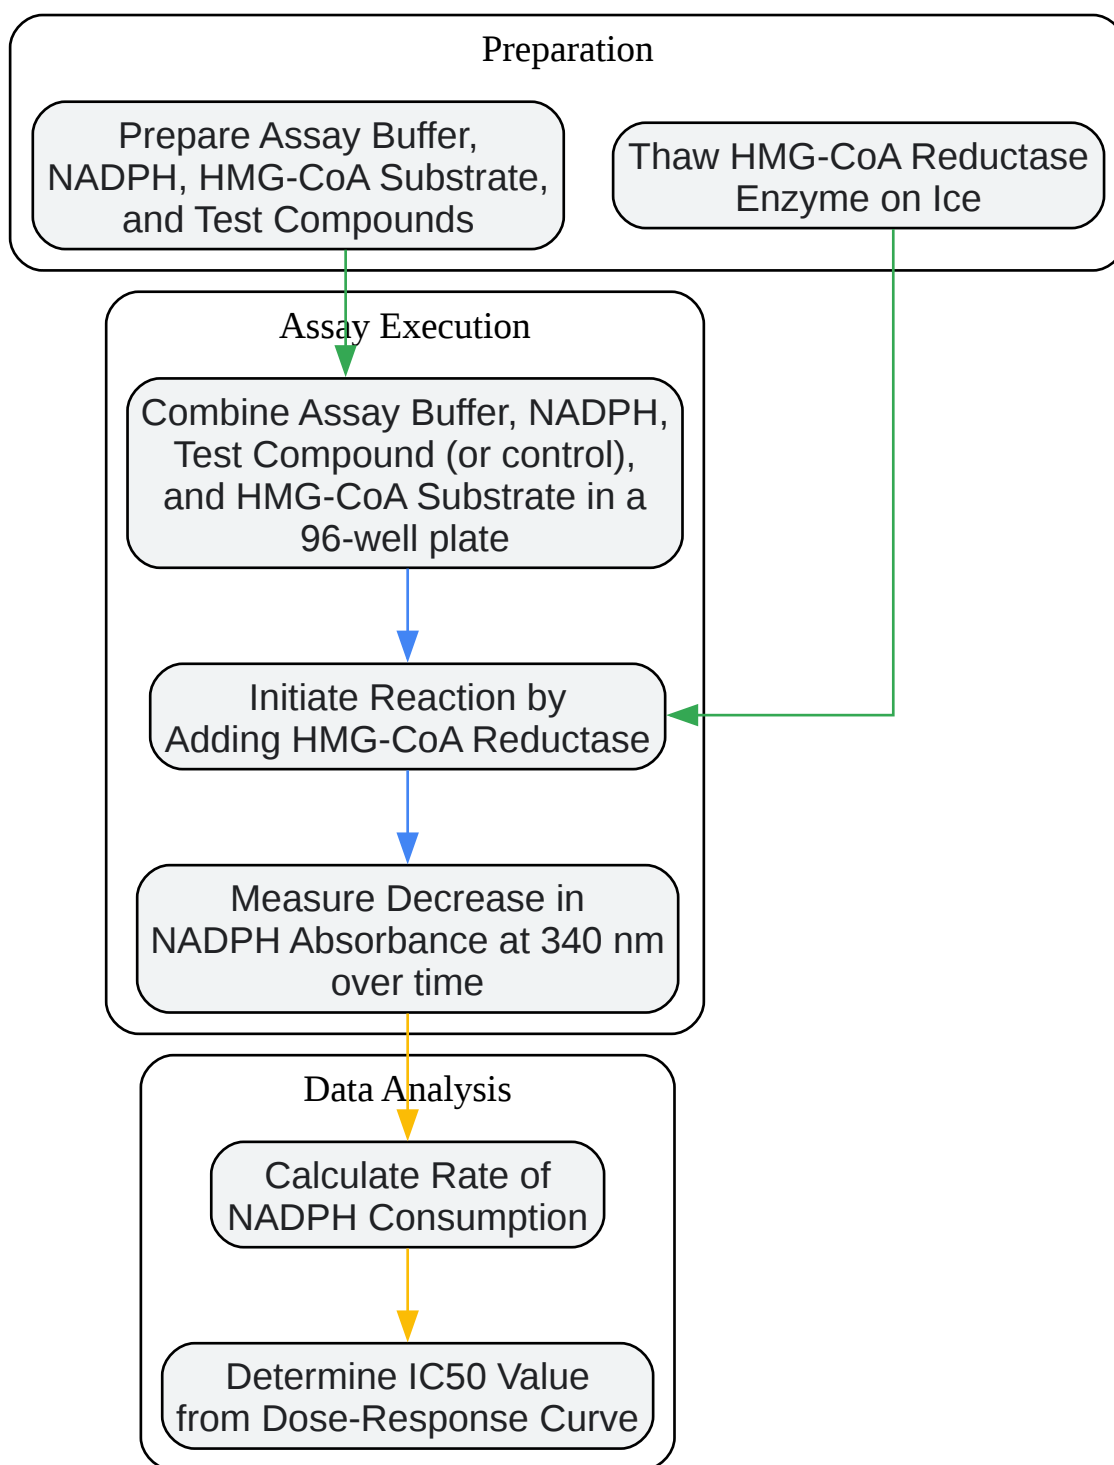 Preparation
Prepare Assay Buffer,
NADPH, HMG-CoA Substrate,
and Test Compounds
Thaw HMG-CoA Reductase
Enzyme on Ice
Assay Execution
Combine Assay Buffer, NADPH,
Test Compound (or control),
and HMG-CoA Substrate in a
96-well plate
Initiate Reaction by
Adding HMG-CoA Reductase
Measure Decrease in
NADPH Absorbance at 340 nm
over time
Data Analysis
Calculate Rate of
NADPH Consumption
Determine IC50 Value
from Dose-Response Curve